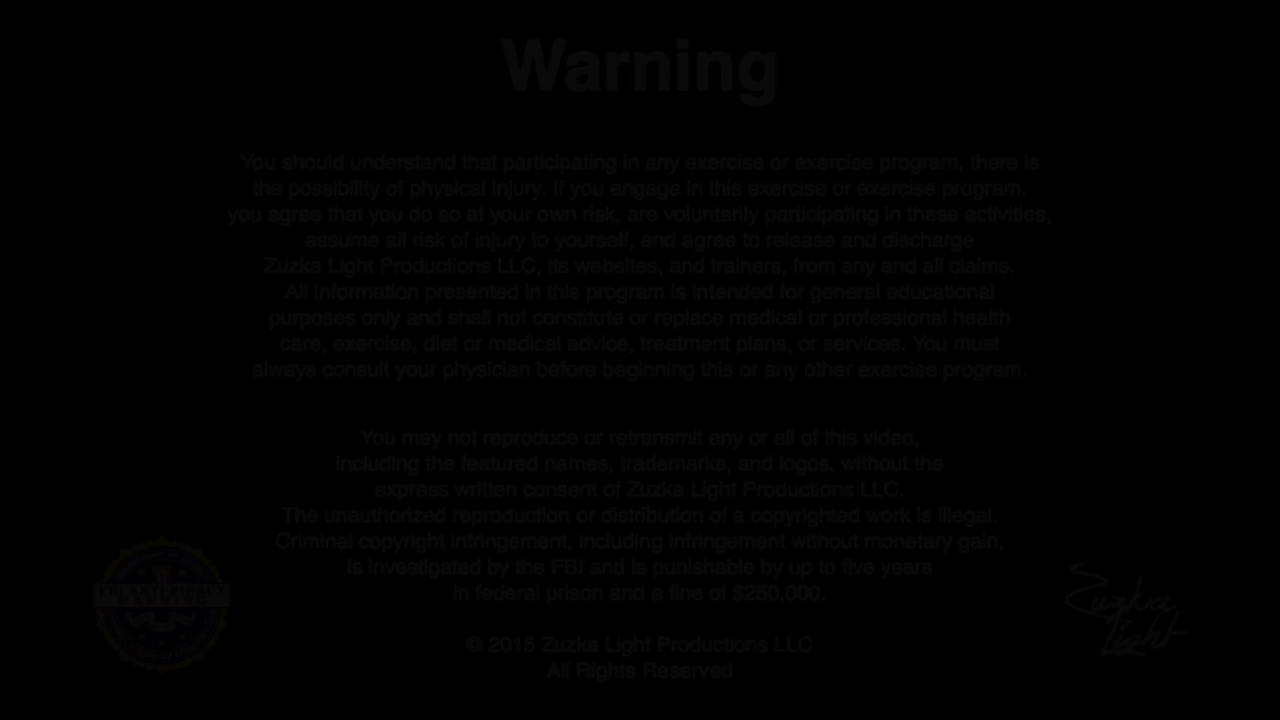 Warning
You should understand that participating in any exercise or exercise program, there is
the possibility of physical injury. If you engage in this exercise or exercise program,
you agree that you do so at your own risk, are voluntarily participating in these activities,
assume all risk of injury to yourself, and agree to release and discharge
Zuzka Light Productions LLC, its websites, and trainers, from any and all claims.
All information presented in this program is intended for general educational
purposes only and shall not constitute or replace medical or professional health
care, exercise, diet or medical advice, treatment plans, or services. You must
always consult your physician before beginning this or any other exercise program.
You may not reproduce or retransmit any or all of this video,
including the featured names, trademarks, and logos, without the
express written consent of Zuzka Light Productions LLC.
The unauthorized reproduction or distribution of a copyrighted work is illegal.
Criminal copyright infringement, including infringement without monetary gain,
is investigated by the FBI and is punishable by up to five years
in federal prison and a fine of $250,000.
© 2015 Zuzka Light Productions LLC
All Rights Reserved
Zuzka
Light